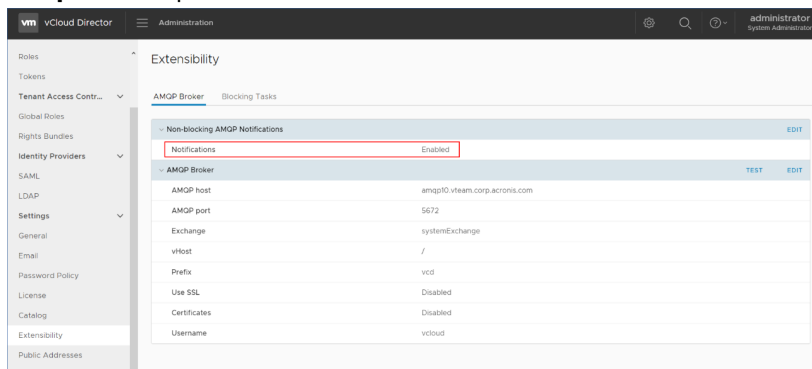 vm vCloud Director Administration administrator
System Administrator
Roles
Tokens
Tenant Access Contr...
Global Roles
Rights Bundles
Identity Providers
SAML
LDAP
Settings
General
Email
Password Policy
License
Catalog
Extensibility
Public Addresses
Extensibility
AMQP Broker Blocking Tasks
Non-blocking AMQP Notifications EDIT
Notifications Enabled
AMQP Broker TEST EDIT
AMQP host amqp10.vteam.corp.acronis.com
AMQP port 5672
Exchange systemExchange
vHost /
Prefix vcd
Use SSL Disabled
Certificates Disabled
Username vcloud